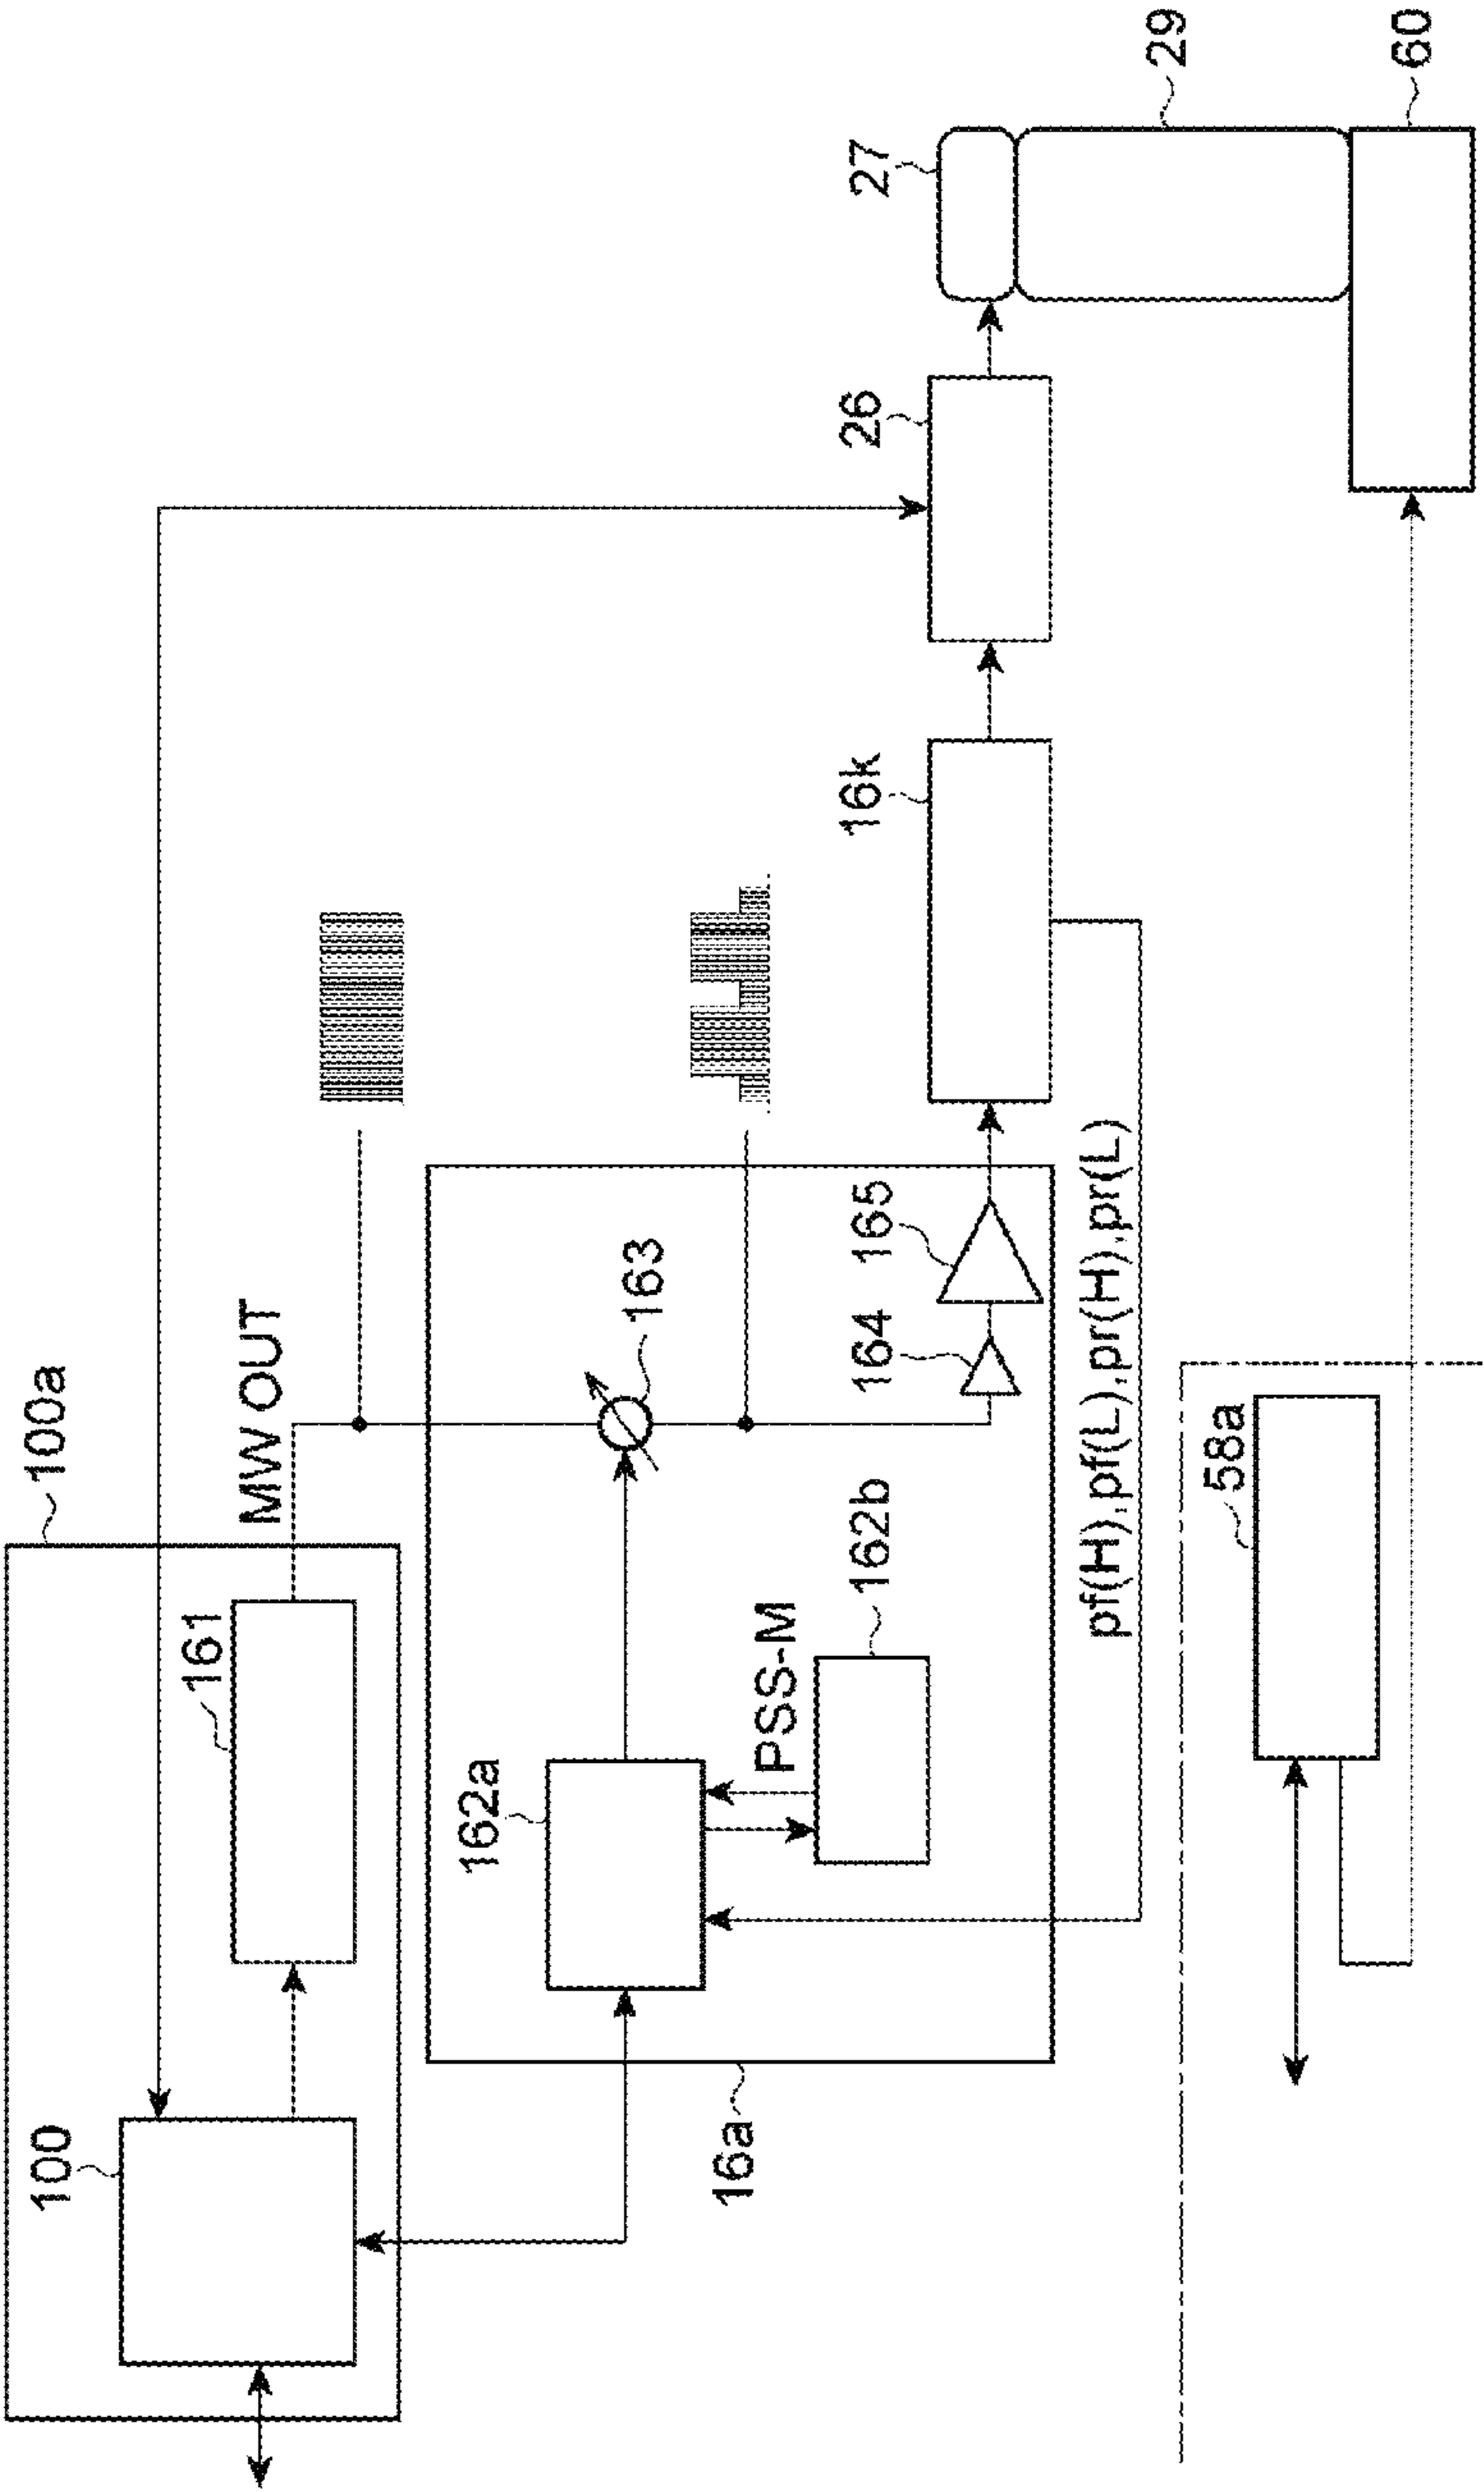 100a
100
161
MW OUT
162a
PSS-M
162b
163
164
165
16a
16k
26
27
29
60
pf(H),pf(L),pr(H),pr(L)
58a